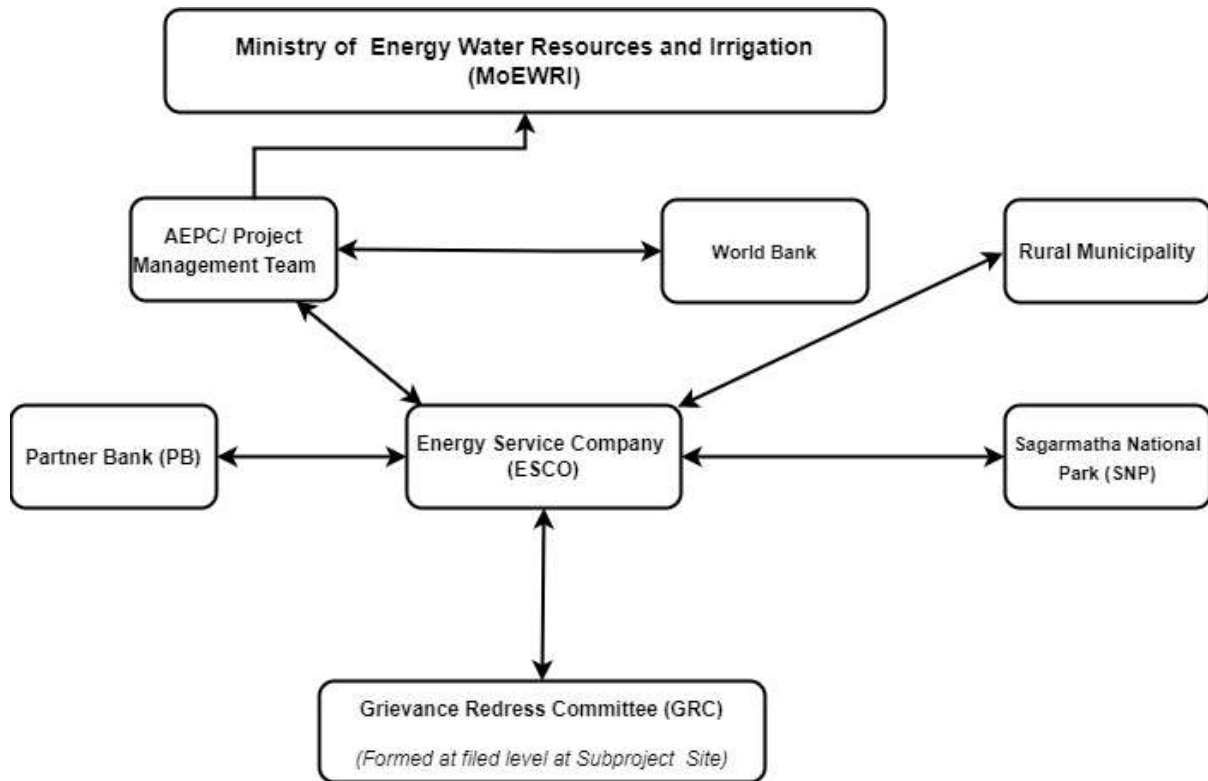 Ministry of Energy Water Resources and Irrigation
(MoEWRI)
AEPC/ Project
Management Team
World Bank
Rural Municipality
Partner Bank (PB)
Energy Service Company
(ESCO)
Sagarmatha National
Park (SNP)
Grievance Redress Committee (GRC)
(Formed at filed level at Subproject Site)